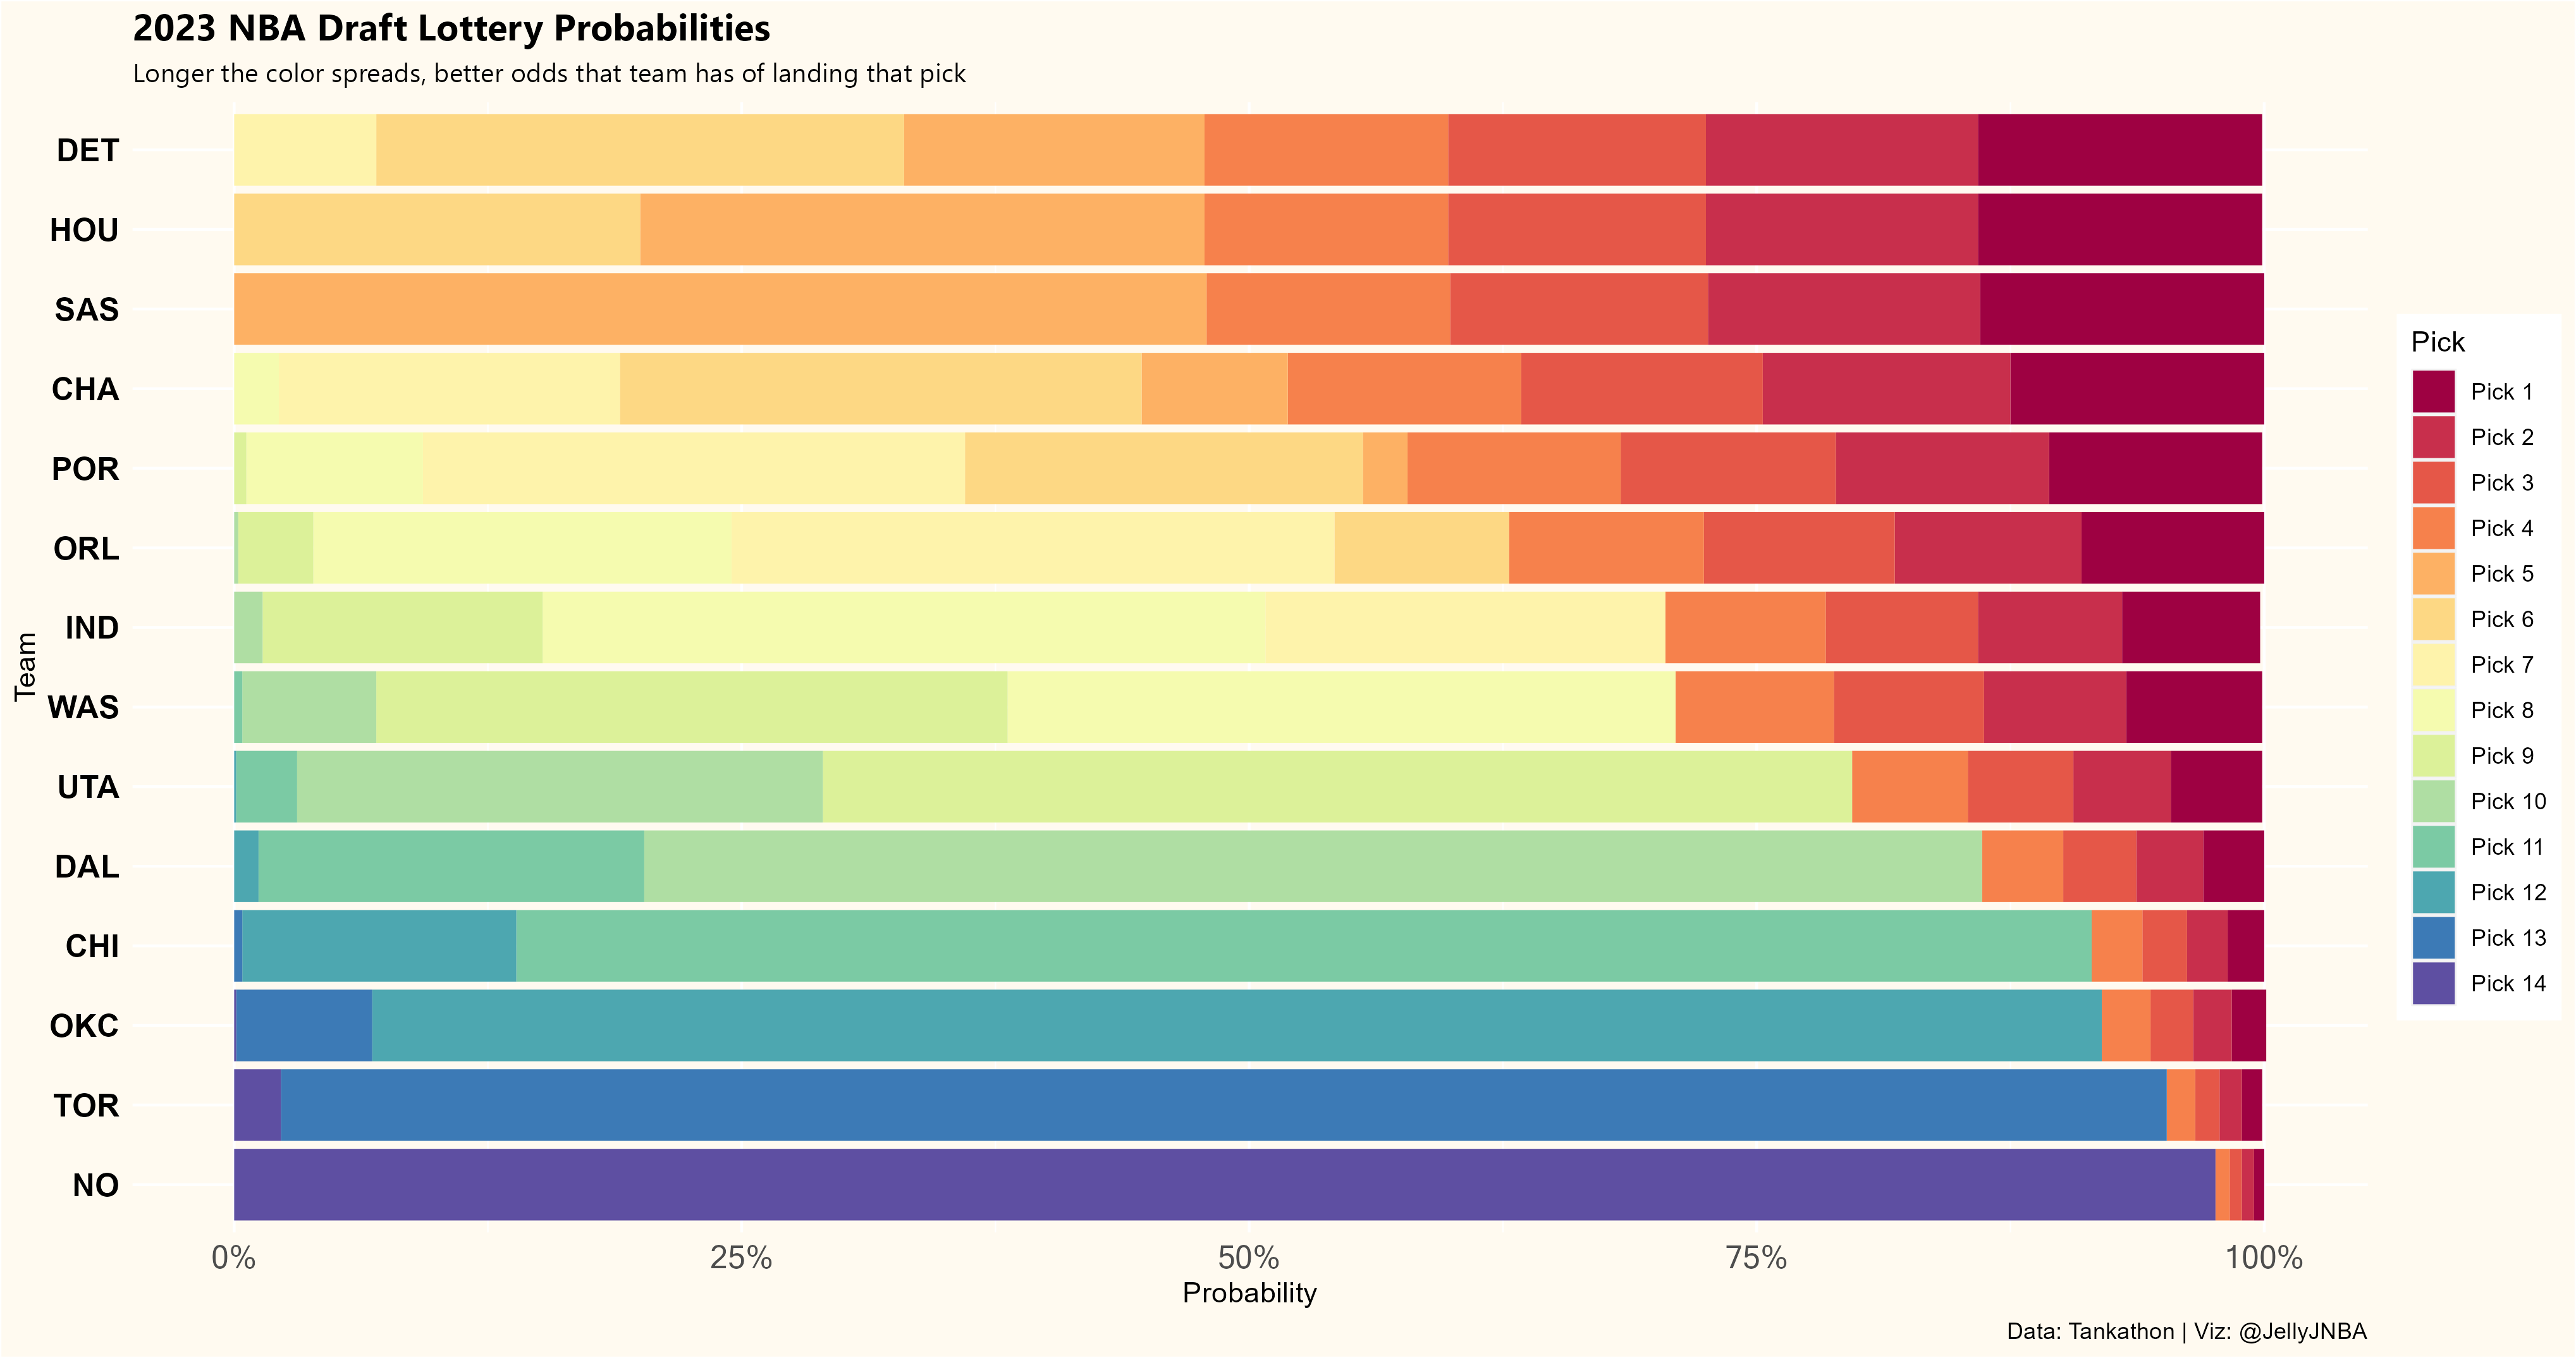 2023 NBA Draft Lottery Probabilities
Longer the color spreads, better odds that team has of landing that pick
DET
HOU
SAS
CHA
POR
ORL
IND
WAS
UTA
DAL
CHI
OKC
TOR
NO
Team
0% 25% 50% 75% 100%
Probability
Pick
Pick 1
Pick 2
Pick 3
Pick 4
Pick 5
Pick 6
Pick 7
Pick 8
Pick 9
Pick 10
Pick 11
Pick 12
Pick 13
Pick 14
Data: Tankathon | Viz: @JellyJNBA